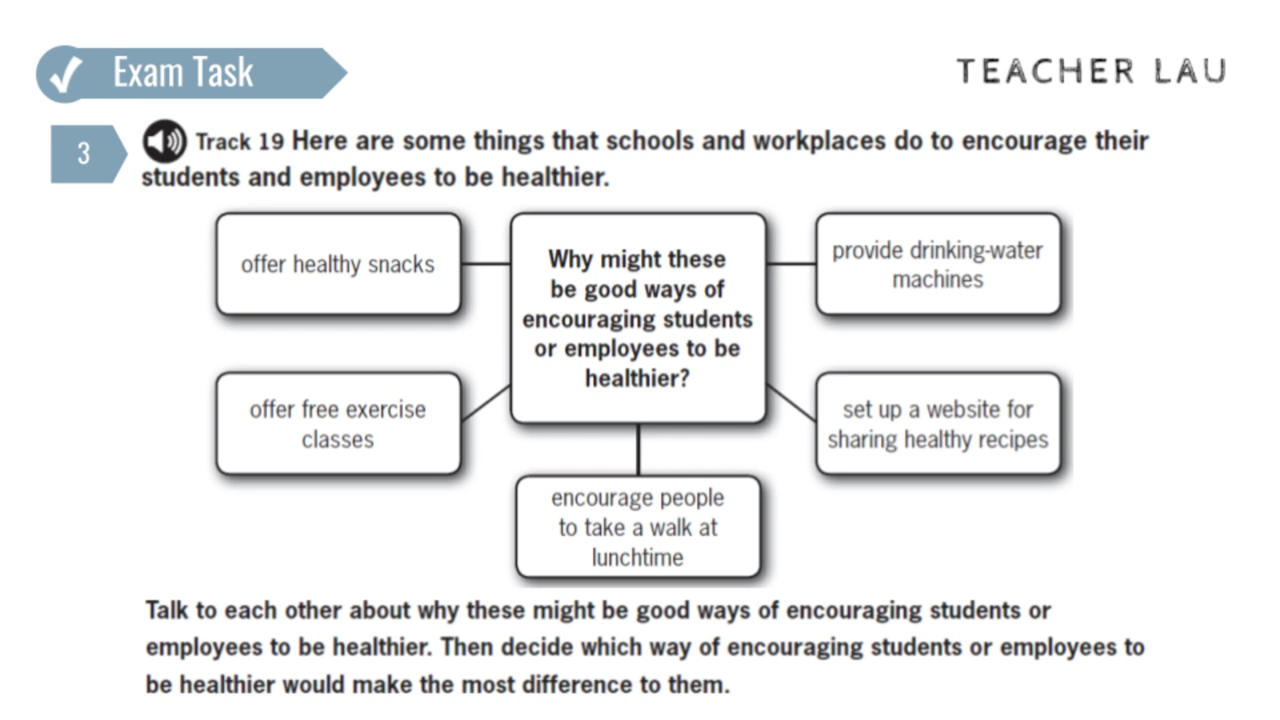 Exam Task
TEACHER LAU
3
Track 19 Here are some things that schools and workplaces do to encourage their
students and employees to be healthier.
offer healthy snacks
Why might these
be good ways of
encouraging students
or employees to be
healthier?
provide drinking-water
machines
offer free exercise
classes
set up a website for
sharing healthy recipes
encourage people
to take a walk at
lunchtime
Talk to each other about why these might be good ways of encouraging students or
employees to be healthier. Then decide which way of encouraging students or employees to
be healthier would make the most difference to them.